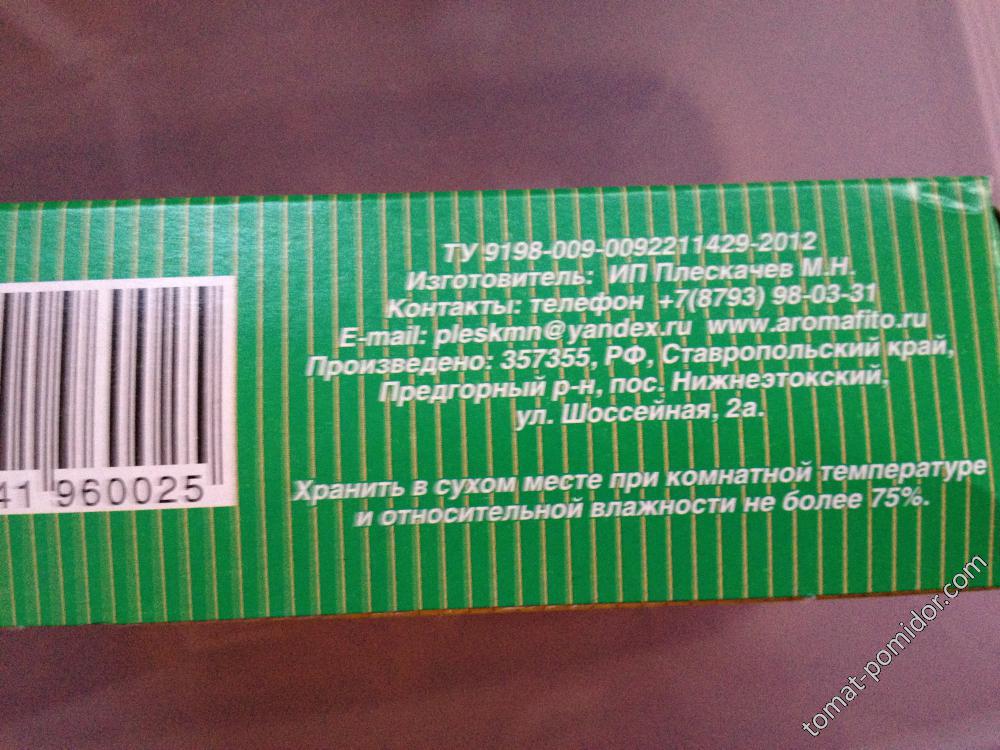 ТУ 9198-009-0092211429-2012
Изготовитель: ИП Плескачев М.Н.
Контакты: телефон +7(8793) 98-03-31
E-mail: pleskmn@yandex.ru www.aromafito.ru
Произведено: 357355, РФ, Ставропольский край,
Предгорный р-н, пос. Нижнеэтокский,
ул. Шоссейная, 2а.
41 960025
Хранить в сухом месте при комнатной температуре
и относительной влажности не более 75%.
tomat-pomidor.com